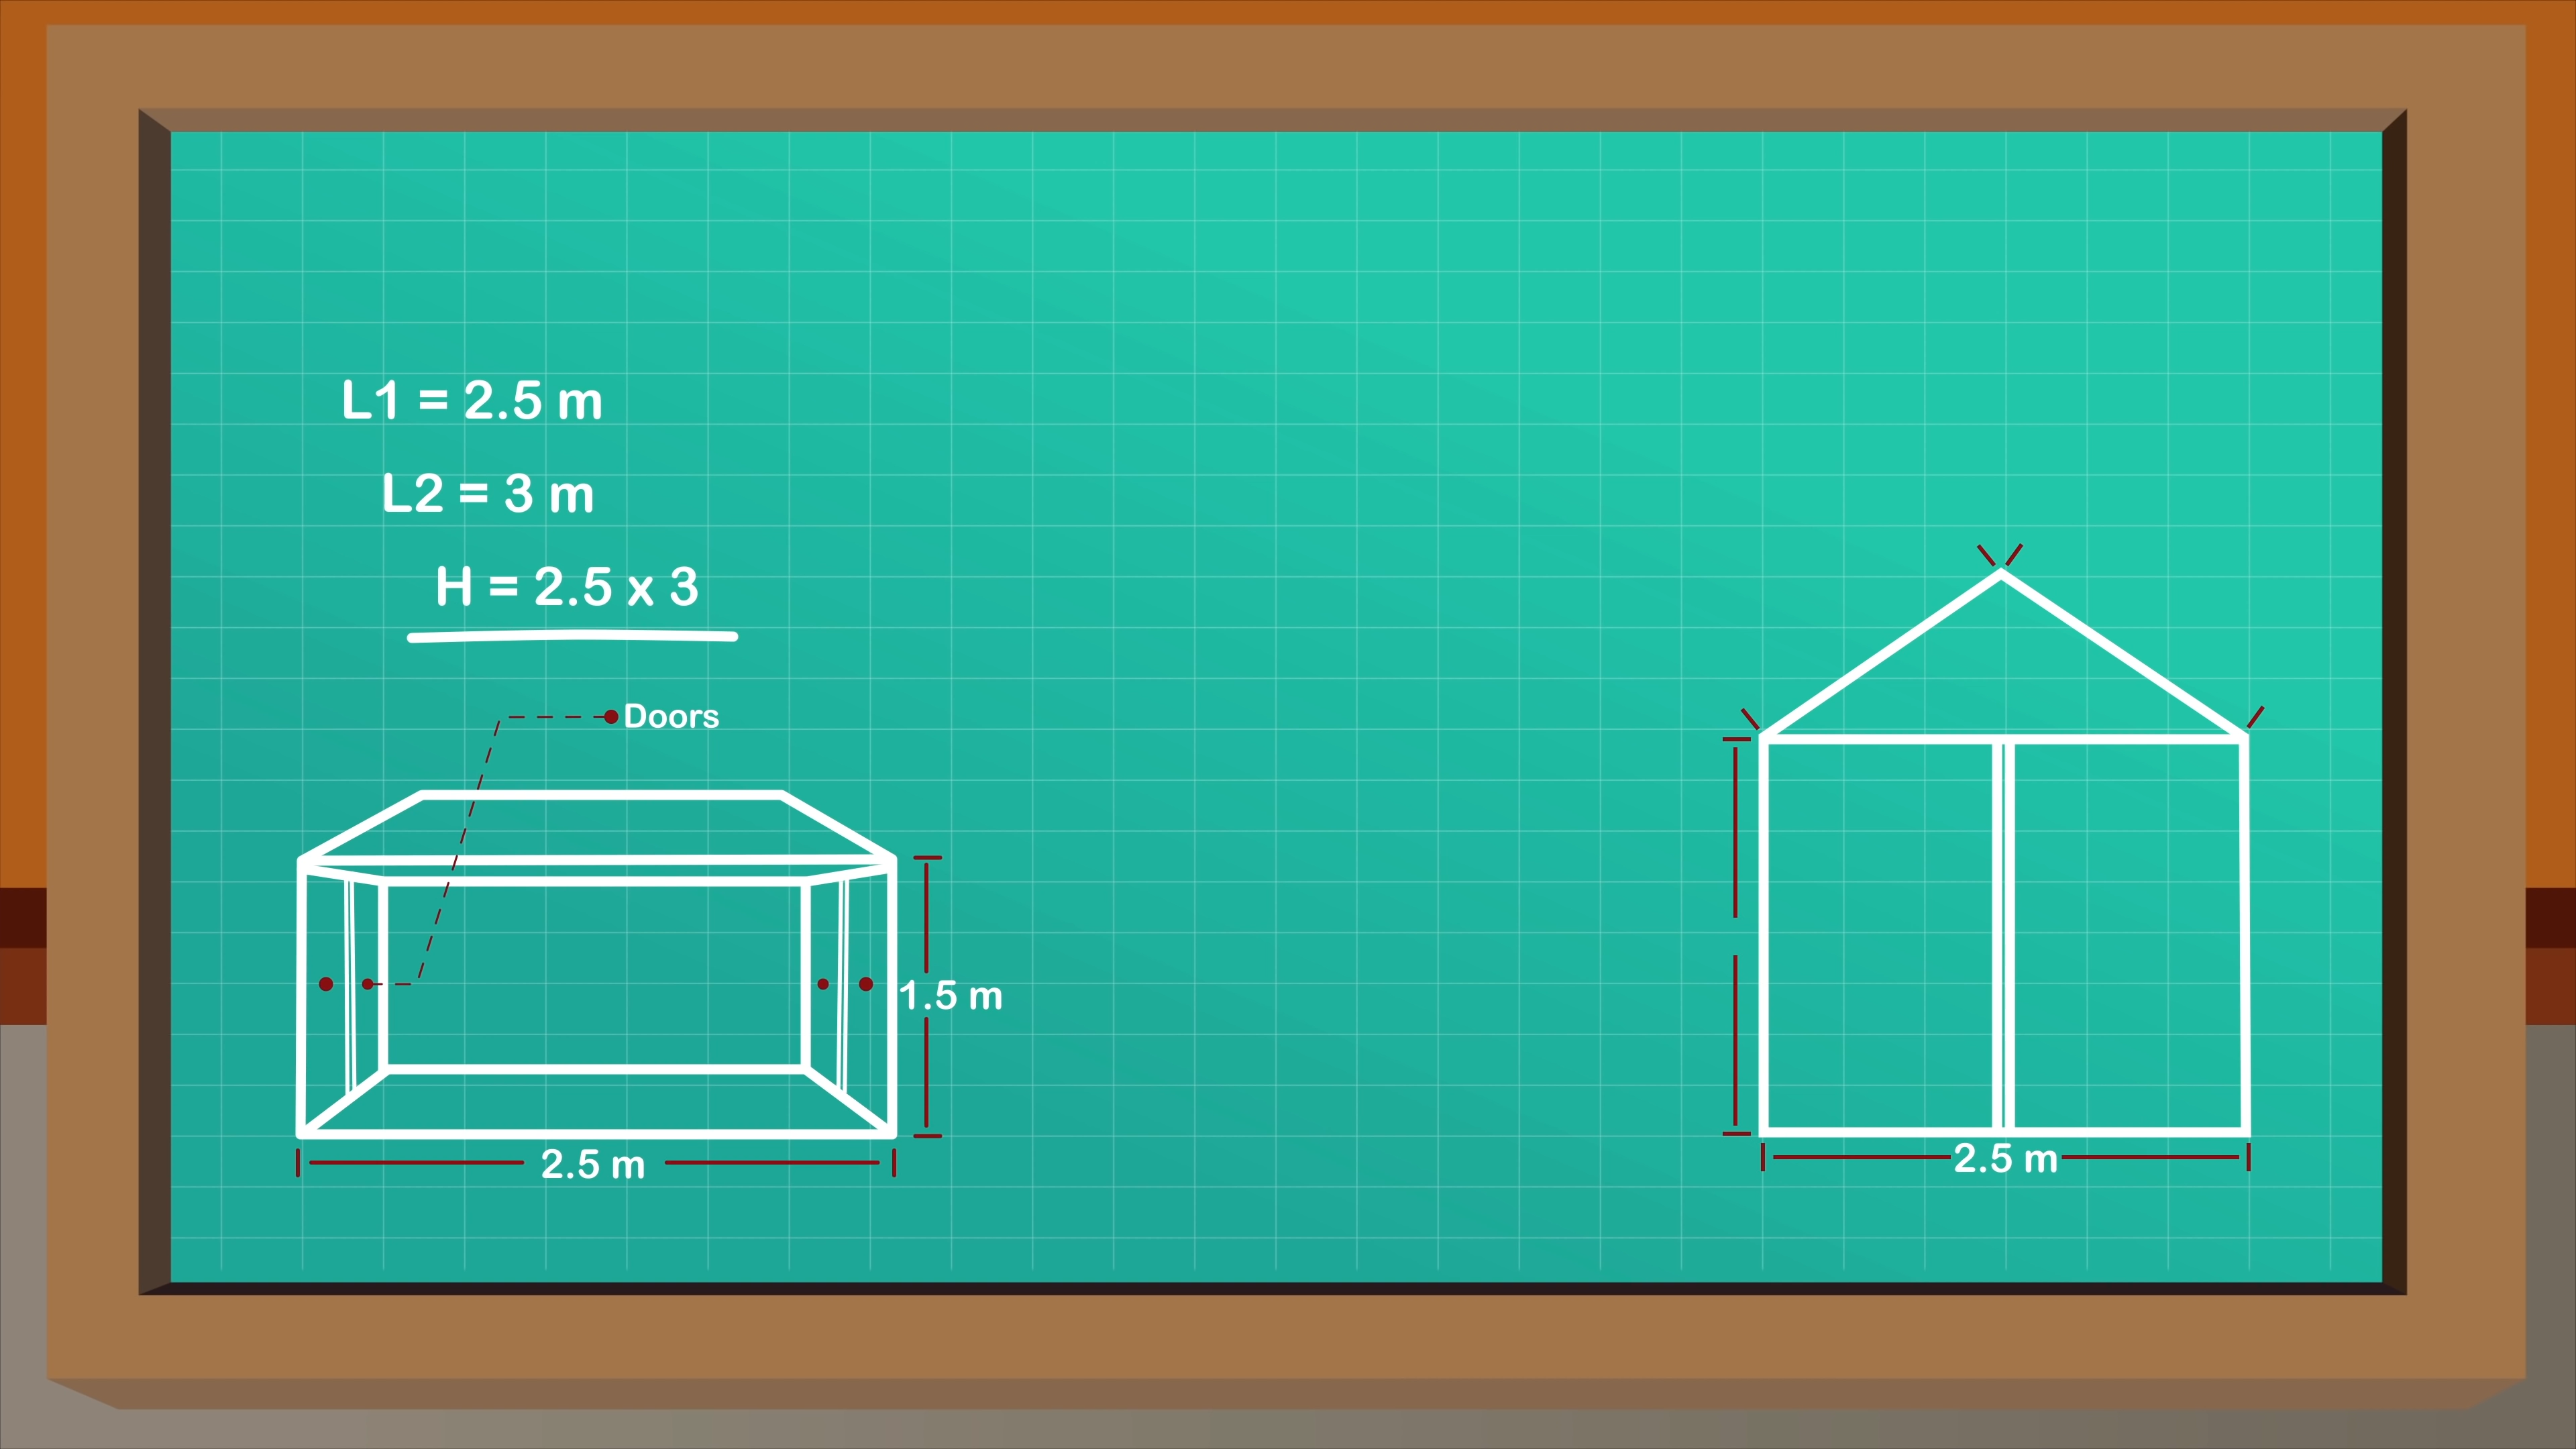 L1 = 2.5 m
L2 = 3 m
H = 2.5 x 3
Doors
1.5 m
2.5 m
2.5 m